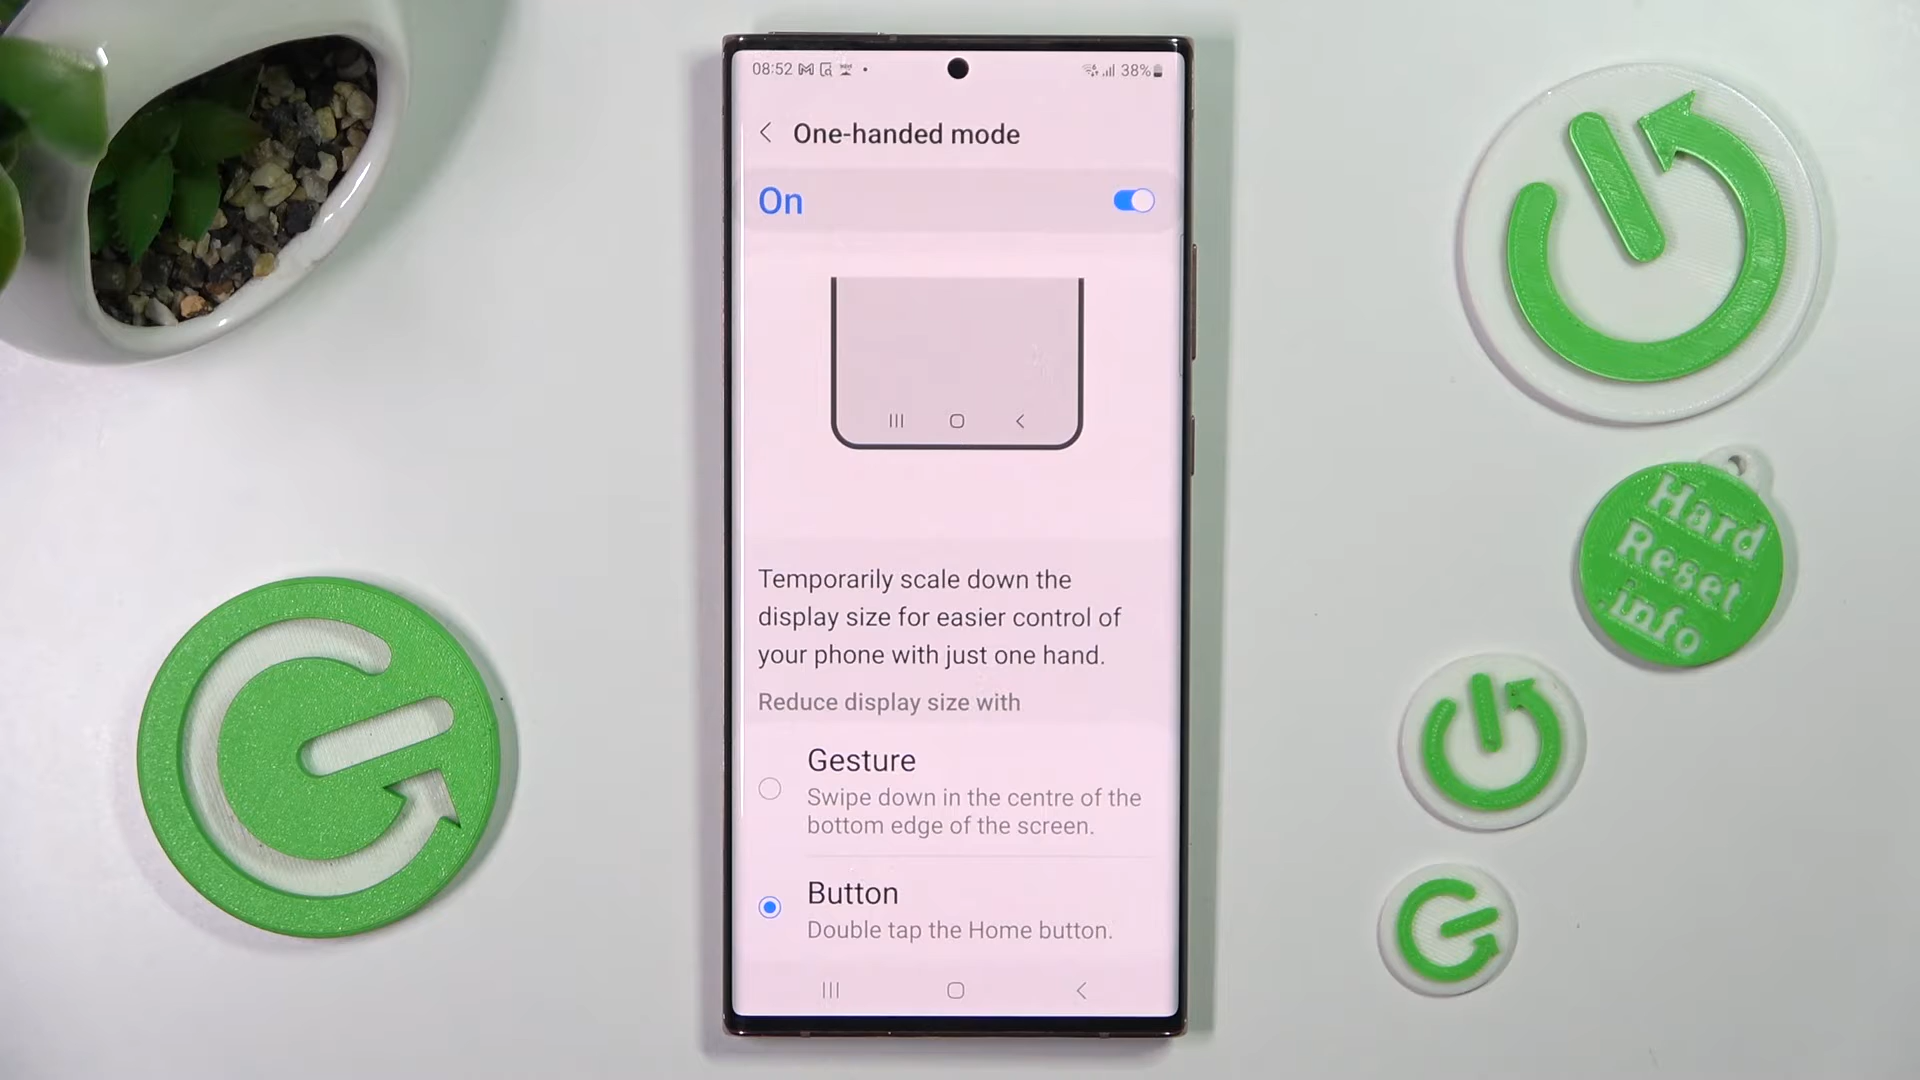 08:52
38%
One-handed mode
On
Temporarily scale down the
display size for easier control of
your phone with just one hand.
Reduce display size with
Gesture
Swipe down in the centre of the
bottom edge of the screen.
Button
Double tap the Home button.
Hard
Reset
.info